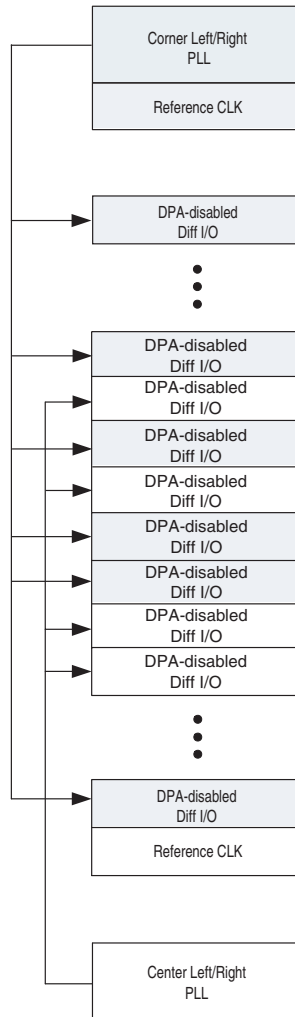 Corner Left/Right
PLL
Reference CLK
DPA-disabled
Diff I/O
DPA-disabled
Diff I/O
DPA-disabled
Diff I/O
DPA-disabled
Diff I/O
DPA-disabled
Diff I/O
DPA-disabled
Diff I/O
DPA-disabled
Diff I/O
DPA-disabled
Diff I/O
DPA-disabled
Diff I/O
DPA-disabled
Diff I/O
Reference CLK
Center Left/Right
PLL